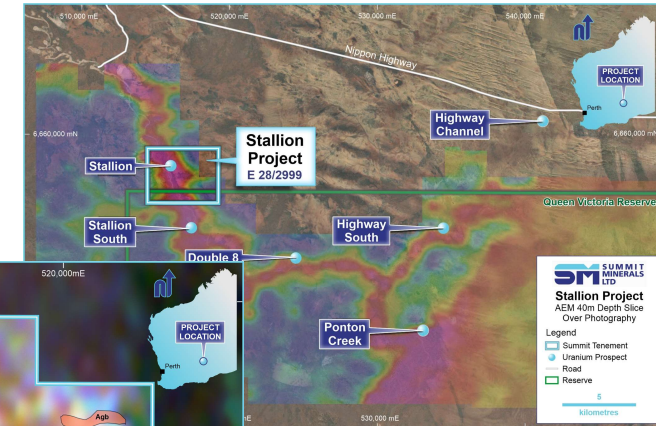 510,000 mE
520,000 mE
530,000 mE
540,000 mE
Nippon Highway
PROJECT
LOCATION
Perth
6,660,000 mN
6,660,000 mN
Highway
Channel
Stallion
Project
E 28/2999
Stallion
Queen Victoria Reserve
Stallion
South
Highway
South
Double 8
Ponton
Creek
530,000 mE
SUMMIT
MINERALS
LTD
Stallion Project
AEM 40m Depth Slice
Over Photography
Legend
Summit Tenement
Uranium Prospect
Road
Reserve
5
kilometres
520,000mE
PROJECT
LOCATION
Perth
Agb